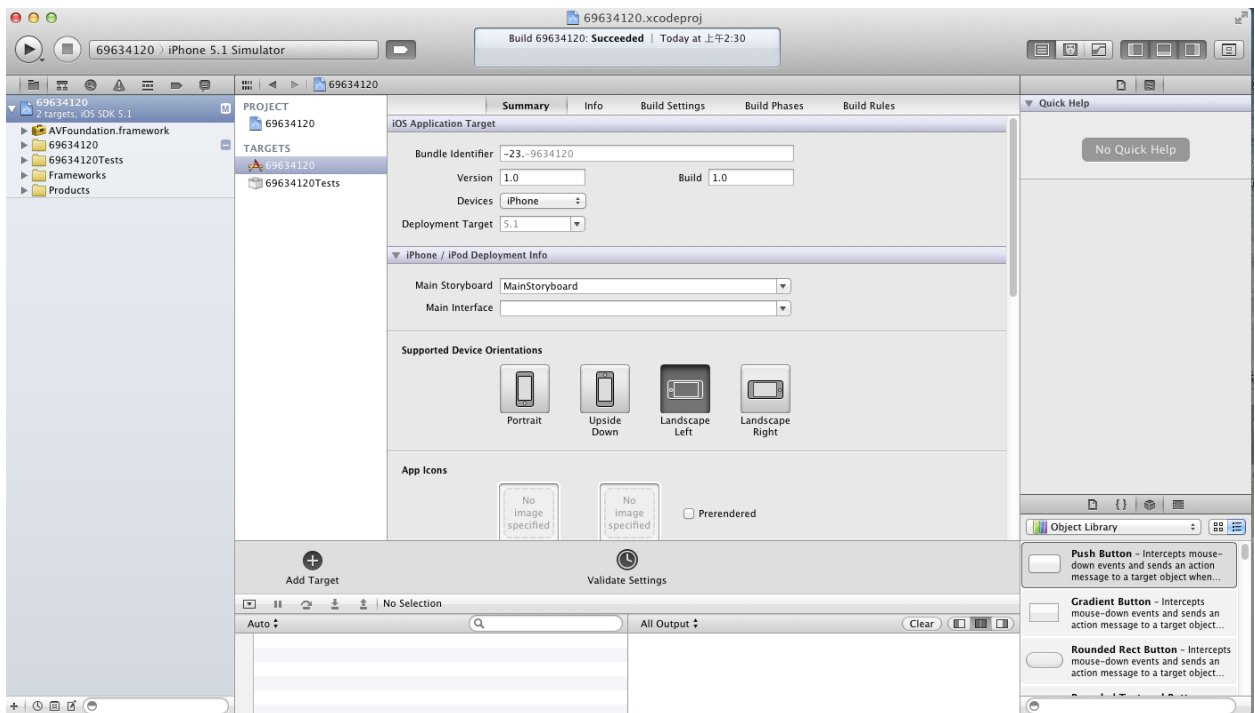 69634120.xcodeproj
69634120 〉 iPhone 5.1 Simulator
Build 69634120: Succeeded | Today at 上午2:30
69634120
69634120
2 targets, iOS SDK 5.1
M
AVFoundation.framework
69634120
69634120Tests
Frameworks
Products
PROJECT
69634120
TARGETS
69634120
69634120Tests
Summary
Info
Build Settings
Build Phases
Build Rules
iOS Application Target
Bundle Identifier -23.-9634120
Version 1.0
Build 1.0
Devices iPhone
Deployment Target 5.1
iPhone / iPod Deployment Info
Main Storyboard MainStoryboard
Main Interface
Supported Device Orientations
Portrait
Upside
Down
Landscape
Left
Landscape
Right
App Icons
No
image
specified
No
image
specified
Prerendered
Add Target
Validate Settings
No Selection
Auto
All Output
Clear
Quick Help
No Quick Help
{}
Object Library
Push Button – Intercepts mouse-
down events and sends an action
message to a target object when...
Gradient Button – Intercepts
mouse-down events and sends an
action message to a target object...
Rounded Rect Button – Intercepts
mouse-down events and sends an
action message to a target object...